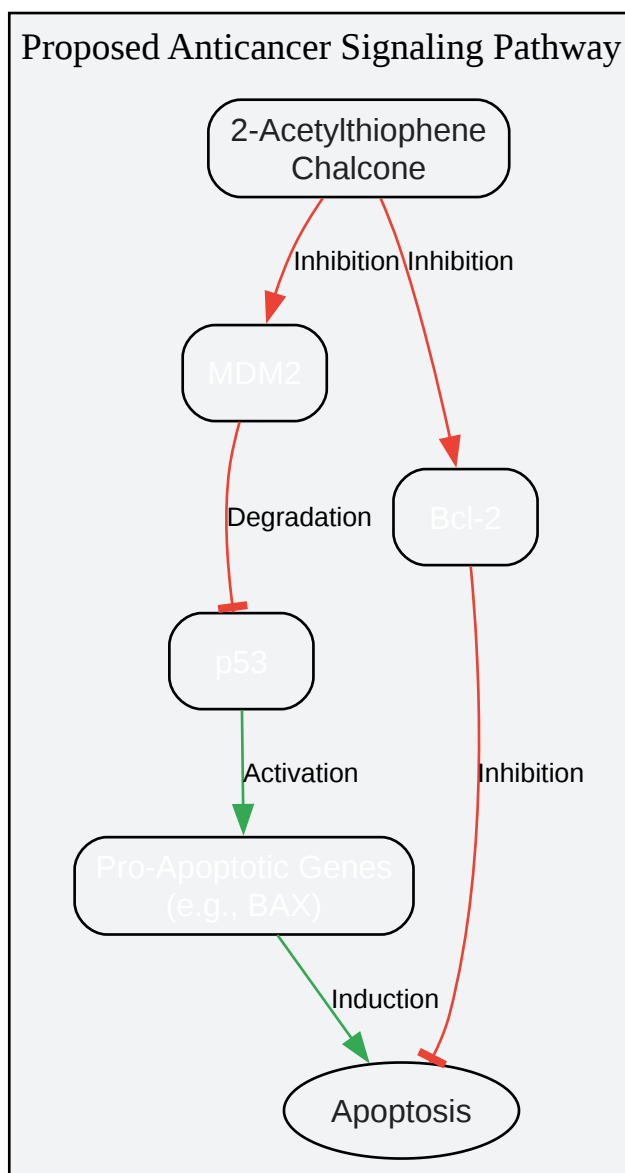 Proposed Anticancer Signaling Pathway
2-Acetylthiophene
Chalcone
Inhibition
Inhibition
MDM2
Bcl-2
Degradation
p53
Activation
Inhibition
Pro-Apoptotic Genes
(e.g., BAX)
Induction
Apoptosis